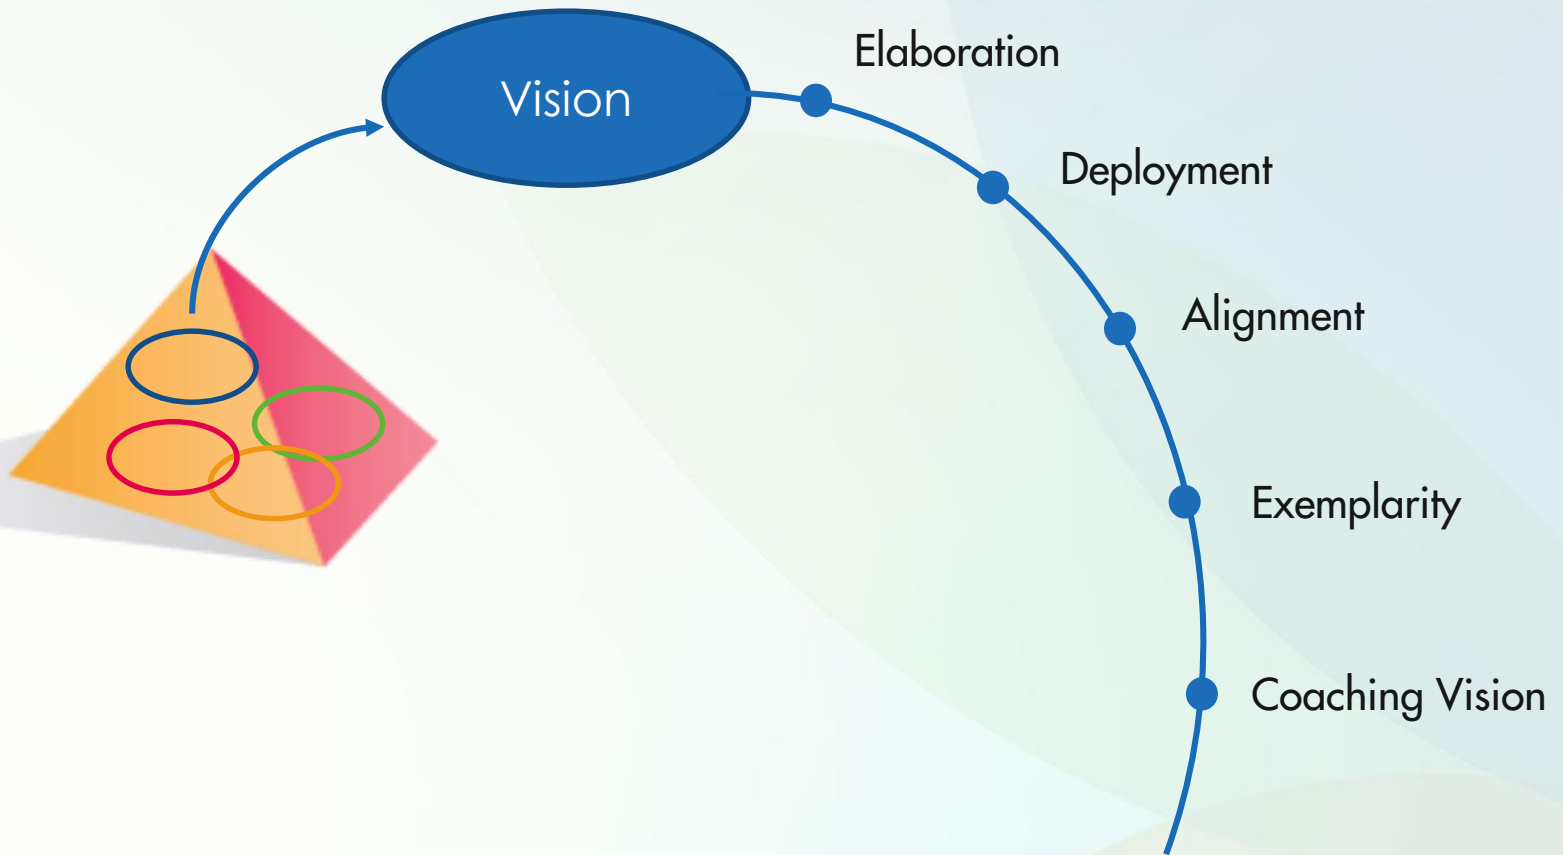 Vision
Elaboration
Deployment
Alignment
Exemplarity
Coaching Vision